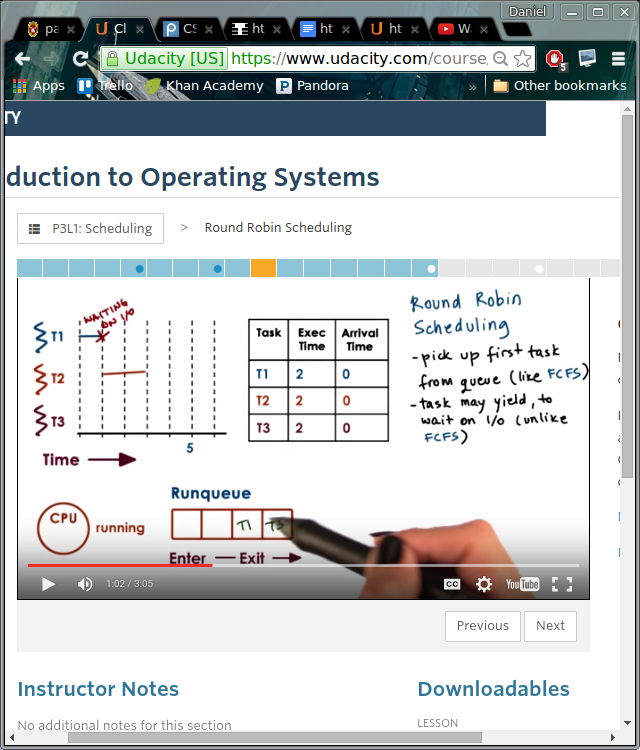 Daniel
pa
Cl
CS
ht
ht
ht
Wa
Udacity [US] https://www.udacity.com/course
5
Apps
Trello
Khan Academy
Pandora
»
Other bookmarks
TY
duction to Operating Systems
P3L1: Scheduling > Round Robin Scheduling
WAITING
ON I/O
T1
T2
T3
5
Time
Task Exec Time Arrival Time
T1 2 0
T2 2 0
T3 2 0
Round Robin
Scheduling
- pick up first task
from queue (like FCFS)
- task may yield, to
wait on I/O (unlike
FCFS)
Runqueue
CPU running
T1 T3
Enter Exit
1:02 / 3:05
CC
YouTube
Previous Next
Instructor Notes
No additional notes for this section
Downloadables
LESSON